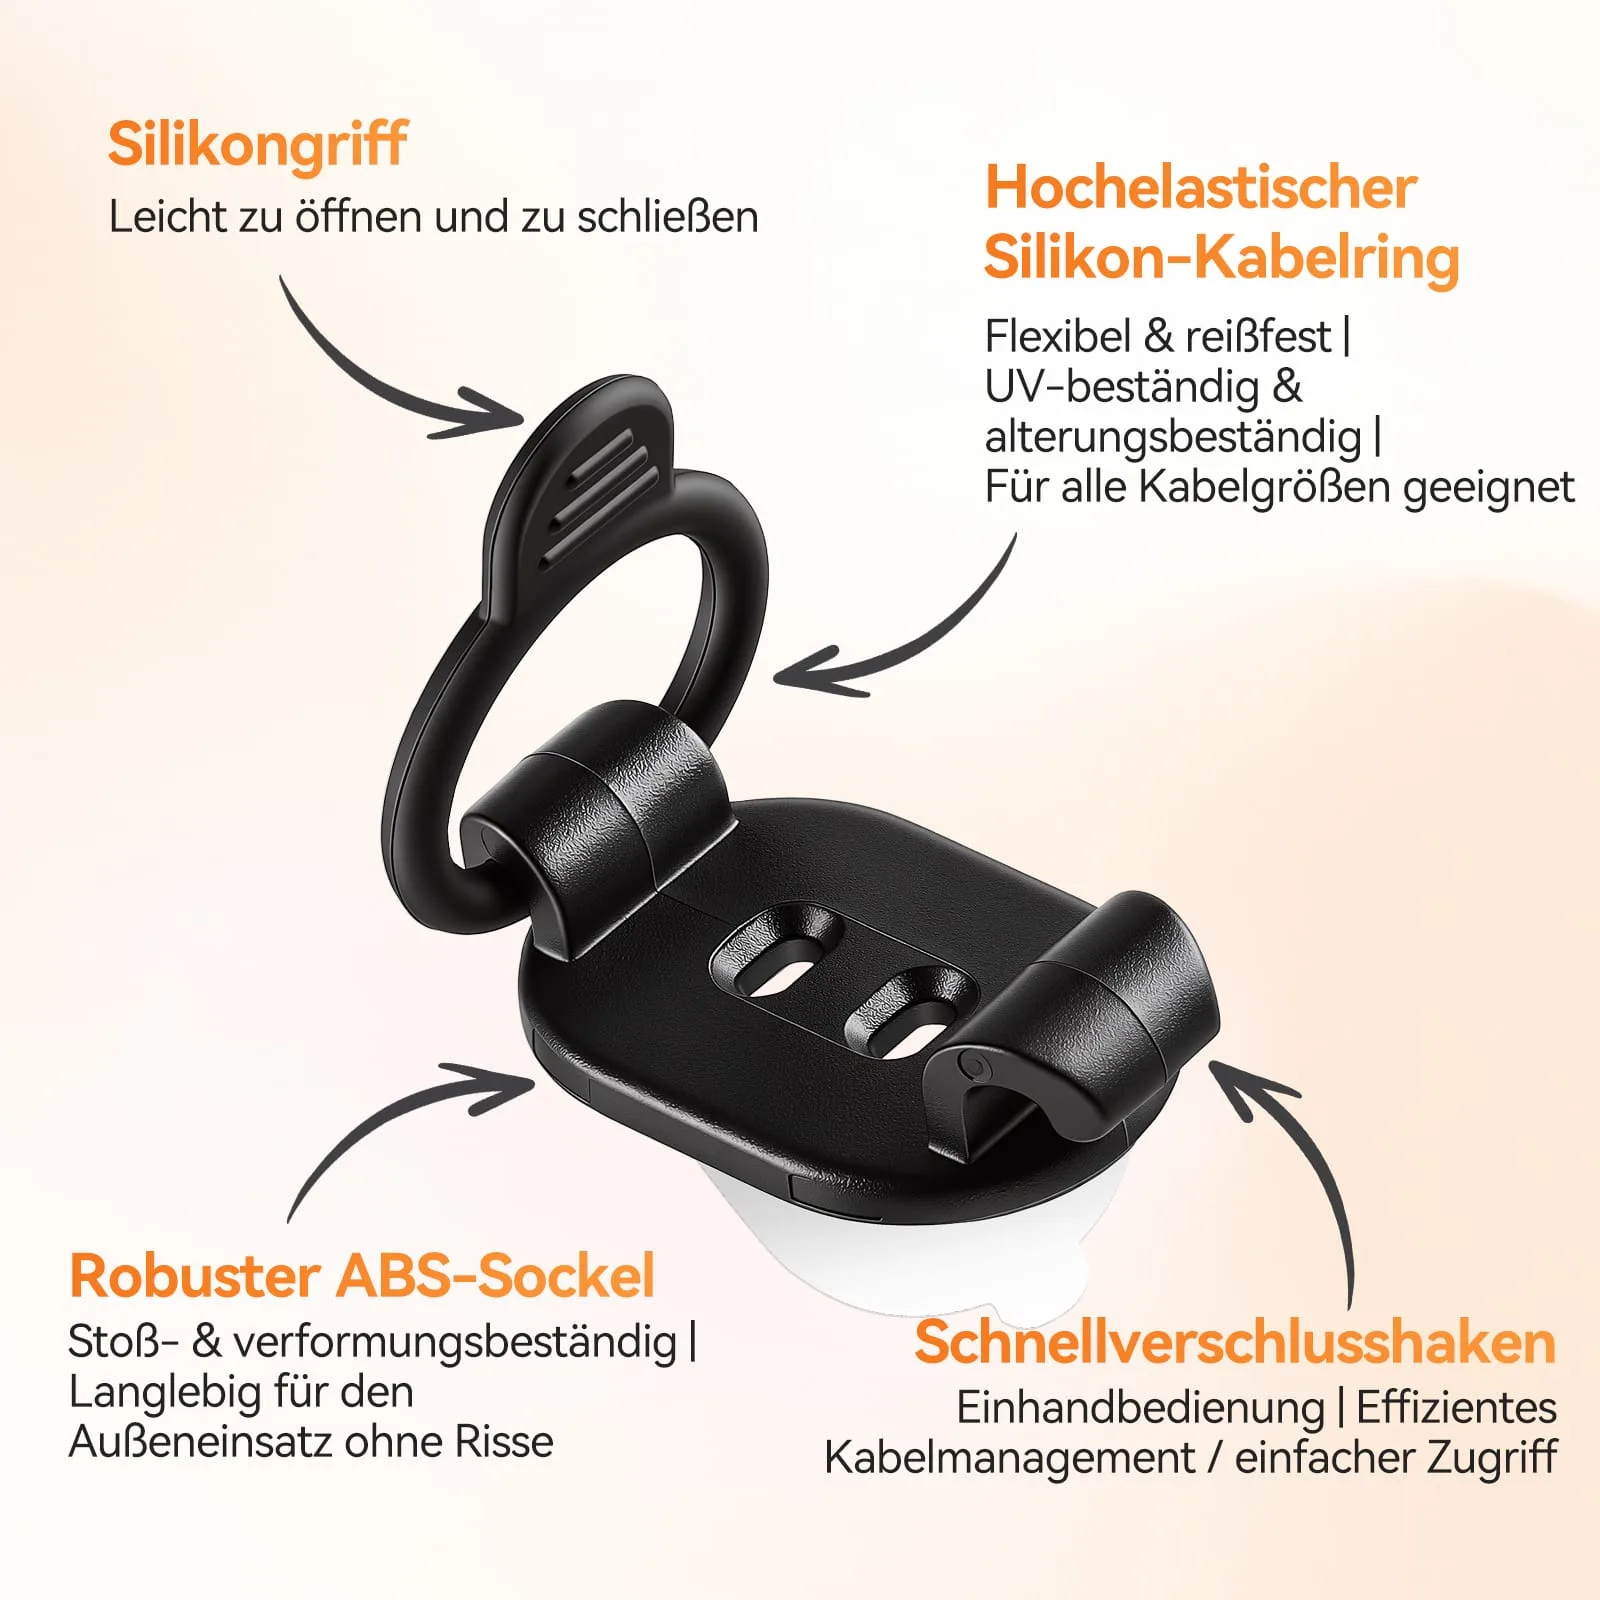 Silikongriff
Leicht zu öffnen und zu schließen
Hochelastischer
Silikon-Kabelring
Flexibel & reißfest |
UV-beständig &
alterungsbeständig |
Für alle Kabelgrößen geeignet
Robuster ABS-Sockel
Stoß- & verformungsbeständig |
Langlebig für den
Außeneinsatz ohne Risse
Schnellverschlusshaken
Einhandbedienung | Effizientes
Kabelmanagement / einfacher Zugriff